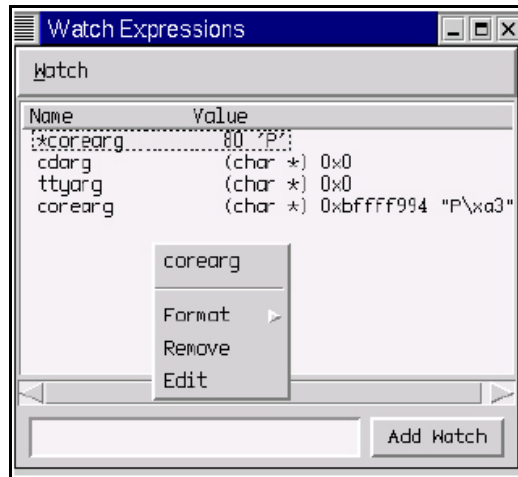 Watch Expressions
Watch
Name Value
*corearg 80 'P'
cdarg (char *) 0x0
ttyarg (char *) 0x0
corearg (char *) 0xbffff994 "P\xa3"
corearg
Format
Remove
Edit
Add Watch